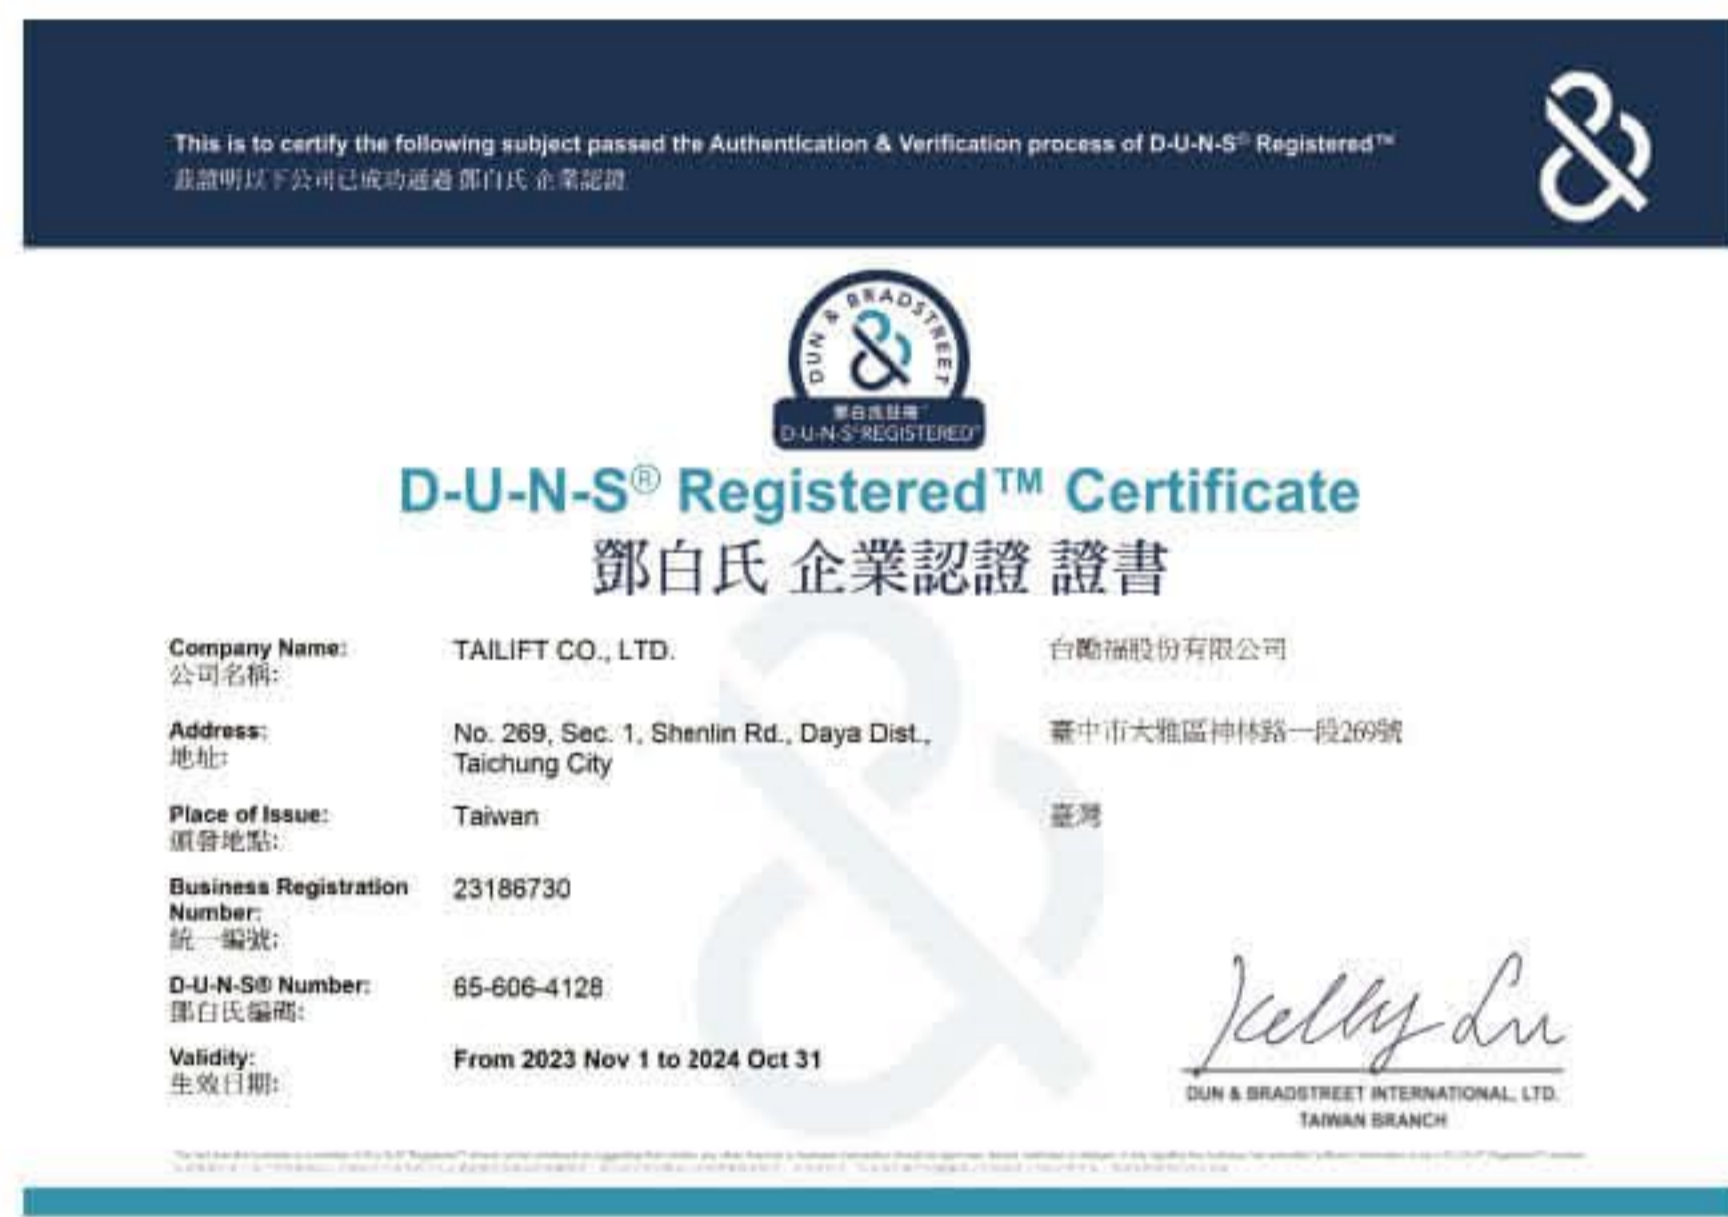 This is to certify the following subject passed the Authentication & Verification process of D-U-N-S® Registered™
茲證明以下公司已成功通過 鄧白氏 企業認證
DUN & BRADSTREET
D-U-N-S® REGISTERED™
D-U-N-S® Registered™ Certificate
鄧白氏 企業認證 證書
Company Name: TAILIFT CO., LTD. 台勵福股份有限公司
公司名稱:
Address: No. 269, Sec. 1, Shenlin Rd., Daya Dist., 臺中市大雅區神林路一段269號
地址: Taichung City
Place of Issue: Taiwan 臺灣
頒發地點:
Business Registration 23186730
Number:
統一編號:
D-U-N-S® Number: 65-606-4128
鄧白氏編碼:
Validity: From 2023 Nov 1 to 2024 Oct 31
生效日期:
Kelly Lu
DUN & BRADSTREET INTERNATIONAL, LTD.
TAIWAN BRANCH